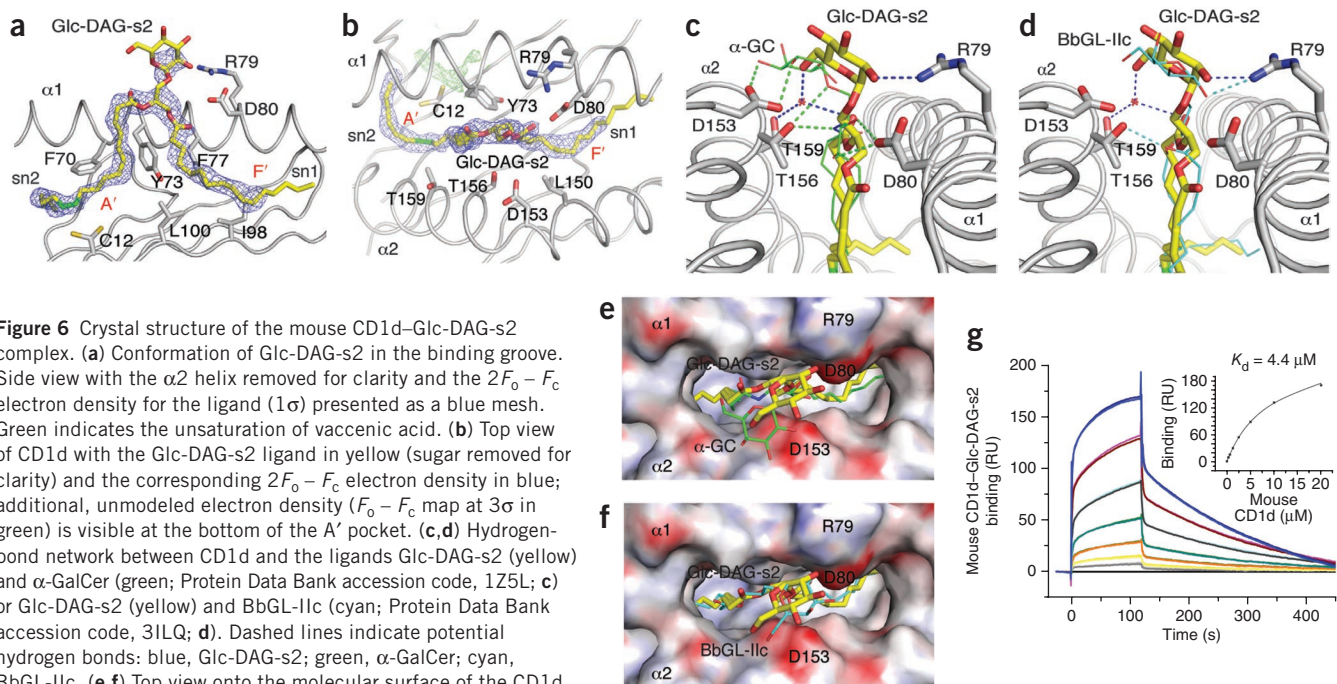 a
Glc-DAG-s2
R79
α1
D80
F70
Y73
F77
F′
sn1
sn2
A′
C12
L100
I98
b
α1
R79
C12
Y73
D80
A′
sn2
sn1
Glc-DAG-s2
F′
T156
L150
T159
D153
α2
c
Glc-DAG-s2
α-GC
R79
α2
D153
T159
T156
D80
α1
d
Glc-DAG-s2
BbGL-IIc
R79
α2
D153
T159
T156
D80
α1
Figure 6 Crystal structure of the mouse CD1d–Glc-DAG-s2
complex. (a) Conformation of Glc-DAG-s2 in the binding groove.
Side view with the α2 helix removed for clarity and the 2Fo – Fc
electron density for the ligand (1σ) presented as a blue mesh.
Green indicates the unsaturation of vaccenic acid. (b) Top view
of CD1d with the Glc-DAG-s2 ligand in yellow (sugar removed for
clarity) and the corresponding 2Fo – Fc electron density in blue;
additional, unmodeled electron density (Fo – Fc map at 3σ in
green) is visible at the bottom of the A′ pocket. (c,d) Hydrogen-
bond network between CD1d and the ligands Glc-DAG-s2 (yellow)
and α-GalCer (green; Protein Data Bank accession code, 1Z5L; c)
or Glc-DAG-s2 (yellow) and BbGL-IIc (cyan; Protein Data Bank
accession code, 3ILQ; d). Dashed lines indicate potential
hydrogen bonds: blue, Glc-DAG-s2; green, α-GalCer; cyan,
BbGL-IIc. (e,f) Top view onto the molecular surface of the CD1d
e
α1
R79
Glc-DAG-s2
D80
α-GC
D153
α2
f
α1
R79
Glc-DAG-s2
D80
BbGL-IIc
D153
α2
g
Mouse CD1d–Glc-DAG-s2
binding (RU)
200
150
100
50
0
0 100 200 300 400
Time (s)
Kd = 4.4 μM
Binding (RU)
180
120
60
0
0 5 10 15 20
Mouse
CD1d (μM)